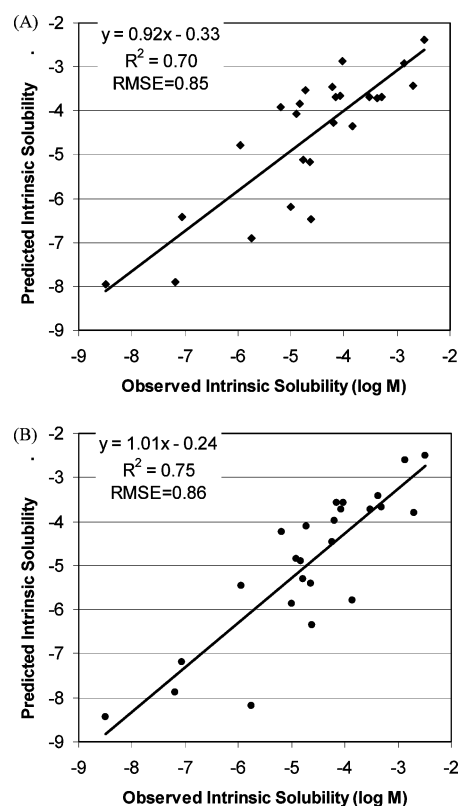 (A)
y = 0.92x - 0.33
R² = 0.70
RMSE=0.85
Predicted Intrinsic Solubility
-2
-3
-4
-5
-6
-7
-8
-9
-9 -8 -7 -6 -5 -4 -3 -2
Observed Intrinsic Solubility (log M)
(B)
y = 1.01x - 0.24
R² = 0.75
RMSE=0.86
Predicted Intrinsic Solubility
-2
-3
-4
-5
-6
-7
-8
-9
-9 -8 -7 -6 -5 -4 -3 -2
Observed Intrinsic Solubility (log M)